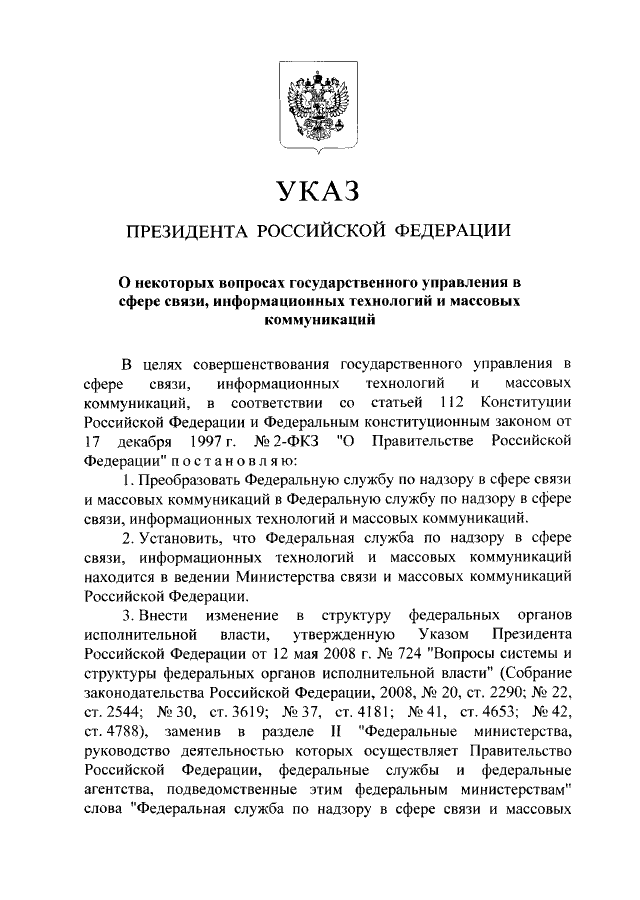 УКАЗ
ПРЕЗИДЕНТА РОССИЙСКОЙ ФЕДЕРАЦИИ
О некоторых вопросах государственного управления в
сфере связи, информационных технологий и массовых
коммуникаций
В целях совершенствования государственного управления в
сфере связи, информационных технологий и массовых
коммуникаций, в соответствии со статьей 112 Конституции
Российской Федерации и Федеральным конституционным законом от
17 декабря 1997 г. № 2-ФКЗ "О Правительстве Российской
Федерации" п о с т а н о в л я ю:
1. Преобразовать Федеральную службу по надзору в сфере связи
и массовых коммуникаций в Федеральную службу по надзору в сфере
связи, информационных технологий и массовых коммуникаций.
2. Установить, что Федеральная служба по надзору в сфере
связи, информационных технологий и массовых коммуникаций
находится в ведении Министерства связи и массовых коммуникаций
Российской Федерации.
3. Внести изменение в структуру федеральных органов
исполнительной власти, утвержденную Указом Президента
Российской Федерации от 12 мая 2008 г. № 724 "Вопросы системы и
структуры федеральных органов исполнительной власти" (Собрание
законодательства Российской Федерации, 2008, № 20, ст. 2290; № 22,
ст. 2544; № 30, ст. 3619; № 37, ст. 4181; № 41, ст. 4653; № 42,
ст. 4788), заменив в разделе II "Федеральные министерства,
руководство деятельностью которых осуществляет Правительство
Российской Федерации, федеральные службы и федеральные
агентства, подведомственные этим федеральным министерствам"
слова "Федеральная служба по надзору в сфере связи и массовых